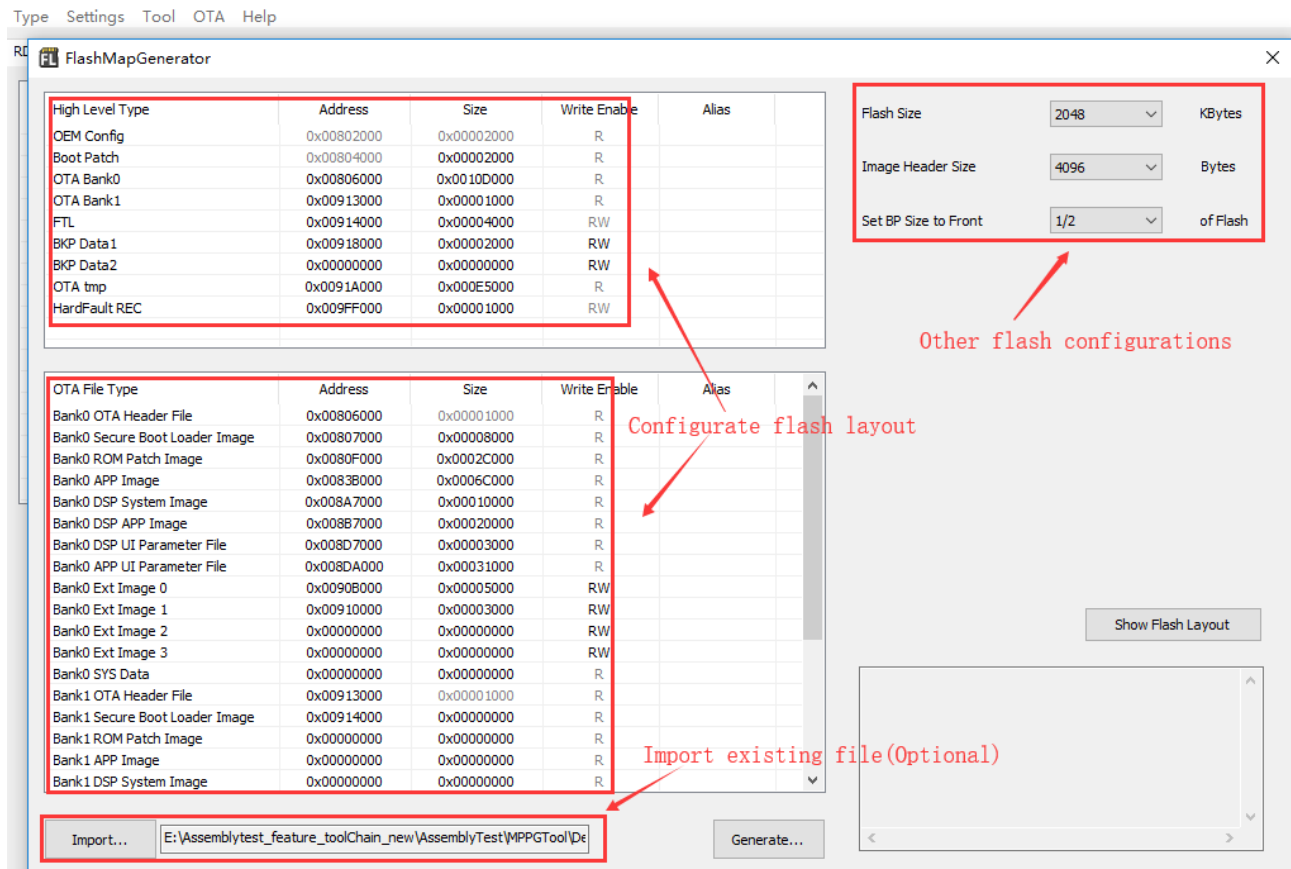 Type Settings Tool OTA Help
FlashMapGenerator
High Level Type Address Size Write Enable Alias
OEM Config 0x00802000 0x00002000 R
Boot Patch 0x00804000 0x00002000 R
OTA Bank0 0x00806000 0x0010D000 R
OTA Bank1 0x00913000 0x00001000 R
FTL 0x00914000 0x00004000 RW
BKP Data1 0x00918000 0x00002000 RW
BKP Data2 0x00000000 0x00000000 RW
OTA tmp 0x0091A000 0x000E5000 R
HardFault REC 0x009FF000 0x00001000 RW
Flash Size 2048 KBytes
Image Header Size 4096 Bytes
Set BP Size to Front 1/2 of Flash
Other flash configurations
Configurate flash layout
OTA File Type Address Size Write Enable Alias
Bank0 OTA Header File 0x00806000 0x00001000 R
Bank0 Secure Boot Loader Image 0x00807000 0x00008000 R
Bank0 ROM Patch Image 0x0080F000 0x0002C000 R
Bank0 APP Image 0x0083B000 0x0006C000 R
Bank0 DSP System Image 0x008A7000 0x00010000 R
Bank0 DSP APP Image 0x008B7000 0x00020000 R
Bank0 DSP UI Parameter File 0x008D7000 0x00003000 R
Bank0 APP UI Parameter File 0x008DA000 0x00031000 R
Bank0 Ext Image 0 0x0090B000 0x00005000 RW
Bank0 Ext Image 1 0x00910000 0x00003000 RW
Bank0 Ext Image 2 0x00000000 0x00000000 RW
Bank0 Ext Image 3 0x00000000 0x00000000 RW
Bank0 SYS Data 0x00000000 0x00000000 R
Bank1 OTA Header File 0x00913000 0x00001000 R
Bank1 Secure Boot Loader Image 0x00914000 0x00000000 R
Bank1 ROM Patch Image 0x00000000 0x00000000 R
Bank1 APP Image 0x00000000 0x00000000 R
Bank1 DSP System Image 0x00000000 0x00000000 R
Show Flash Layout
Import existing file(Optional)
Import... E:\Assemblytest_feature_toolChain_new\AssemblyTest\MPPGTool\De
Generate...